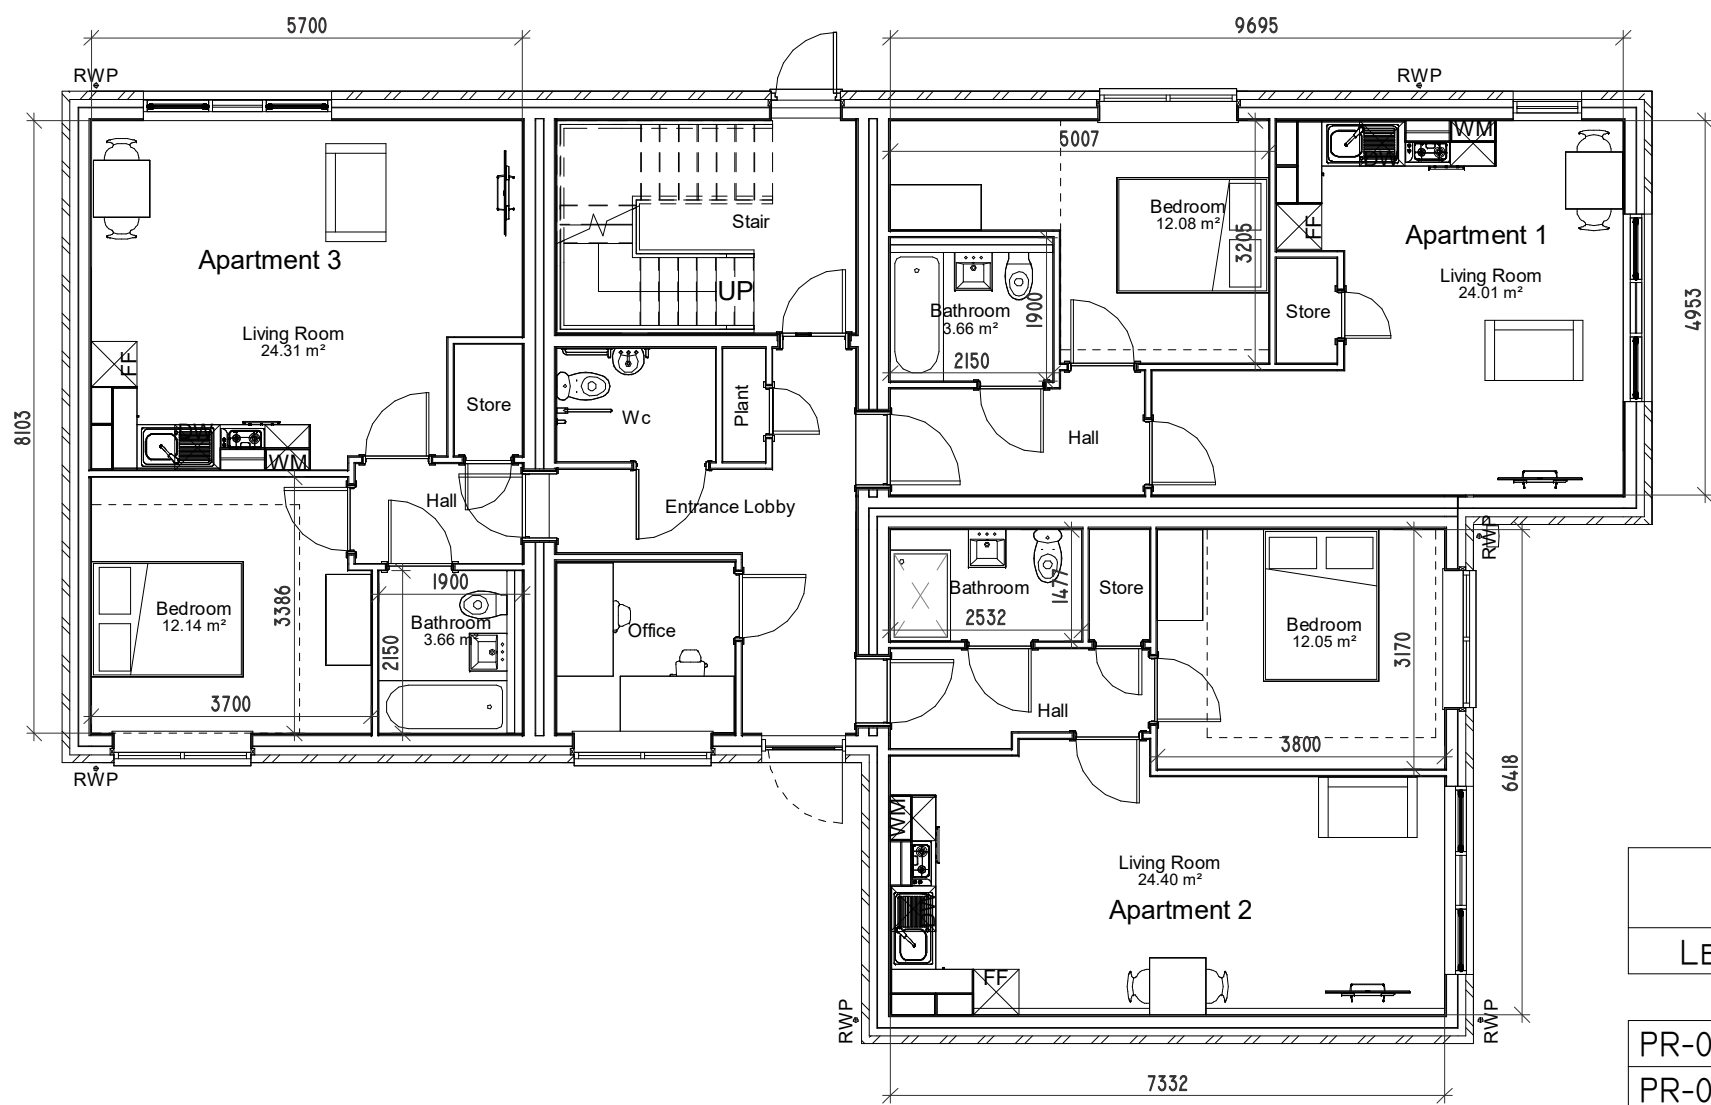 5700
9695
RWP
RWP
5007
WM
DW
FF
Stair
UP
Bedroom
12.08 m²
3205
Apartment 1
Living Room
24.01 m²
4953
Apartment 3
Living Room
24.31 m²
FF
Bathroom
3.66 m²
1900
2150
Store
8103
Store
DW
WM
Wc
Plant
Hall
Hall
Entrance Lobby
RWP
1900
Bathroom
1477
2532
Store
Bedroom
12.14 m²
3386
Bathroom
3.66 m²
2150
Office
Bedroom
12.05 m²
3170
3700
Hall
3800
6418
RWP
WM
DW
Living Room
24.40 m²
Apartment 2
FF
RWP
RWP
7332
LE
PR-0
PR-0